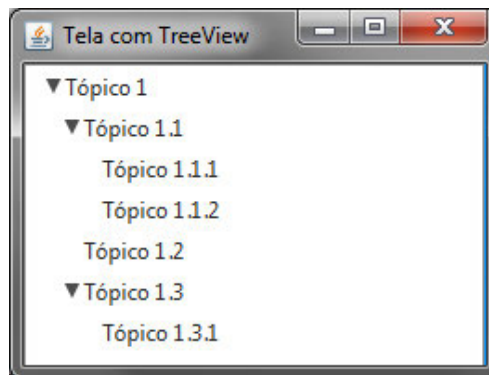 Tela com TreeView
Tópico 1
Tópico 1.1
Tópico 1.1.1
Tópico 1.1.2
Tópico 1.2
Tópico 1.3
Tópico 1.3.1